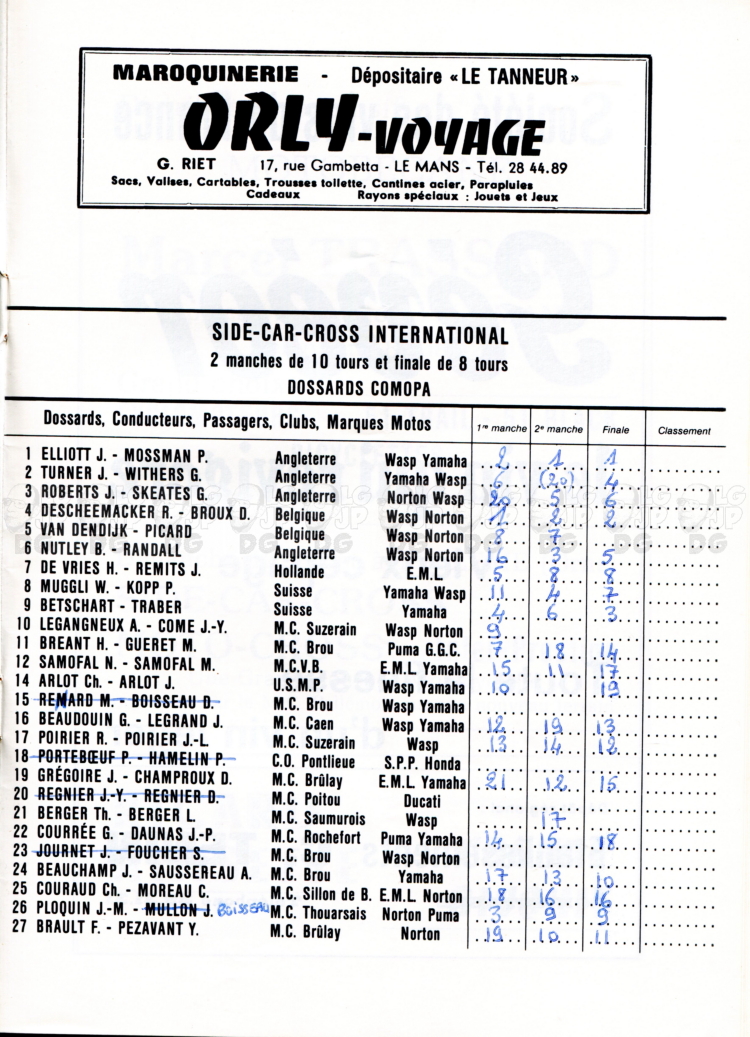 MAROQUINERIE - Dépositaire « LE TANNEUR »
ORLY-VOYAGE
G. RIET 17, rue Gambetta - LE MANS - Tél. 28 44.89
Sacs, Valises, Cartables, Trousses toilette, Cantines acier, Parapluies
Cadeaux Rayons spéciaux : Jouets et Jeux
SIDE-CAR-CROSS INTERNATIONAL
2 manches de 10 tours et finale de 8 tours
DOSSARDS COMOPA
Dossards, Conducteurs, Passagers, Clubs, Marques Motos 1re manche 2e manche Finale Classement
1 ELLIOTT J. - MOSSMAN P. Angleterre Wasp Yamaha 2 1 1
2 TURNER J. - WITHERS G. Angleterre Yamaha Wasp 6 (20) 4
3 ROBERTS J. - SKEATES G. Angleterre Norton Wasp 20 5 6
4 DESCHEEMACKER R. - BROUX D. Belgique Wasp Norton 1 2 2
5 VAN DENDIJK - PICARD Belgique Wasp Norton 8 7
6 NUTLEY B. - RANDALL Angleterre Wasp Norton 16 3 5
7 DE VRIES H. - REMITS J. Hollande E.M.L 5 8 8
8 MUGGLI W. - KOPP P. Suisse Yamaha Wasp 11 4 7
9 BETSCHART - TRABER Suisse Yamaha 4 6 3
10 LEGANGNEUX A. - COME J.-Y. M.C. Suzerain Wasp Norton 9
11 BREANT H. - GUERET M. M.C. Brou Puma G.G.C. 7 18 14
12 SAMOFAL N. - SAMOFAL M. M.C.V.B. E.M.L Yamaha 15 11 17
14 ARLOT Ch. - ARLOT J. U.S.M.P. Wasp Yamaha 10 19
15 RENARD M. - BOISSEAU D. M.C. Brou Wasp Yamaha
16 BEAUDOUIN G. - LEGRAND J. M.C. Caen Wasp Yamaha 12 19 13
17 POIRIER R. - POIRIER J.-L. M.C. Suzerain Wasp 13 14 12
18 PORTEBŒUF P. - HAMELIN P. C.O. Pontlieue S.P.P. Honda
19 GRÉGOIRE J. - CHAMPROUX D. M.C. Brûlay E.M.L Yamaha 21 12 15
20 REGNIER J.-Y. - REGNIER D. M.C. Poitou Ducati
21 BERGER Th. - BERGER L. M.C. Saumurois Wasp 17
22 COURRÉE G. - DAUNAS J.-P. M.C. Rochefort Puma Yamaha 14 15 18
23 JOURNET J. - FOUCHER S. M.C. Brou Wasp Norton
24 BEAUCHAMP J. - SAUSSEREAU A. M.C. Brou Yamaha 17 13 10
25 COURAUD Ch. - MOREAU C. M.C. Sillon de B. E.M.L Norton 18 16 16
26 PLOQUIN J.-M. - MULLON J. BOISSEAU M.C. Thouarsais Norton Puma 3 9 9
27 BRAULT F. - PEZAVANT Y. M.C. Brûlay Norton 19 10 11